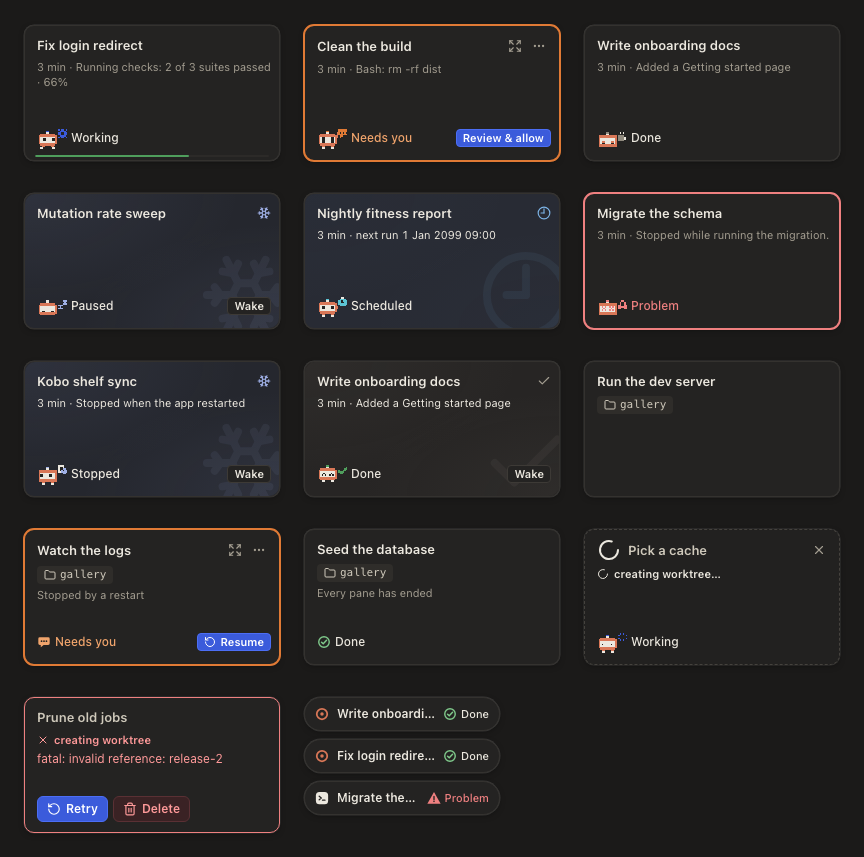 Fix login redirect
3 min · Running checks: 2 of 3 suites passed
· 66%
Working
Clean the build
3 min · Bash: rm -rf dist
Needs you
Review & allow
Write onboarding docs
3 min · Added a Getting started page
Done
Mutation rate sweep
Paused
Wake
Nightly fitness report
3 min · next run 1 Jan 2099 09:00
Scheduled
Migrate the schema
3 min · Stopped while running the migration.
Problem
Kobo shelf sync
3 min · Stopped when the app restarted
Stopped
Wake
Write onboarding docs
3 min · Added a Getting started page
Done
Wake
Run the dev server
gallery
Watch the logs
gallery
Stopped by a restart
Needs you
Resume
Seed the database
gallery
Every pane has ended
Done
Pick a cache
creating worktree...
Working
Prune old jobs
creating worktree
fatal: invalid reference: release-2
Retry
Delete
Write onboardi... Done
Fix login redire... Done
Migrate the... Problem